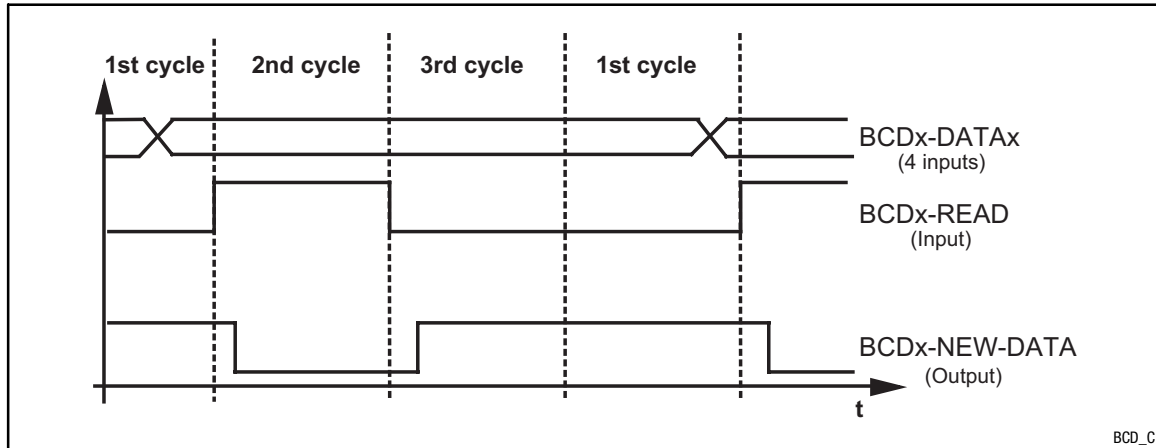 1st cycle 2nd cycle 3rd cycle 1st cycle
BCDx-DATAx
(4 inputs)
BCDx-READ
(Input)
BCDx-NEW-DATA
(Output)
t
BCD_C